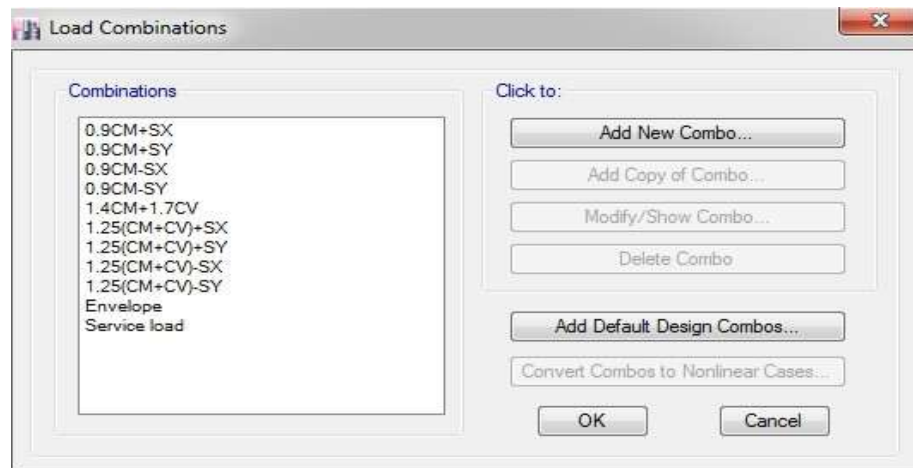 Load Combinations
Combinations
0.9CM+SX
0.9CM+SY
0.9CM-SX
0.9CM-SY
1.4CM+1.7CV
1.25(CM+CV)+SX
1.25(CM+CV)+SY
1.25(CM+CV)-SX
1.25(CM+CV)-SY
Envelope
Service load
Click to:
Add New Combo...
Add Copy of Combo...
Modify/Show Combo...
Delete Combo
Add Default Design Combos...
Convert Combos to Nonlinear Cases...
OK
Cancel